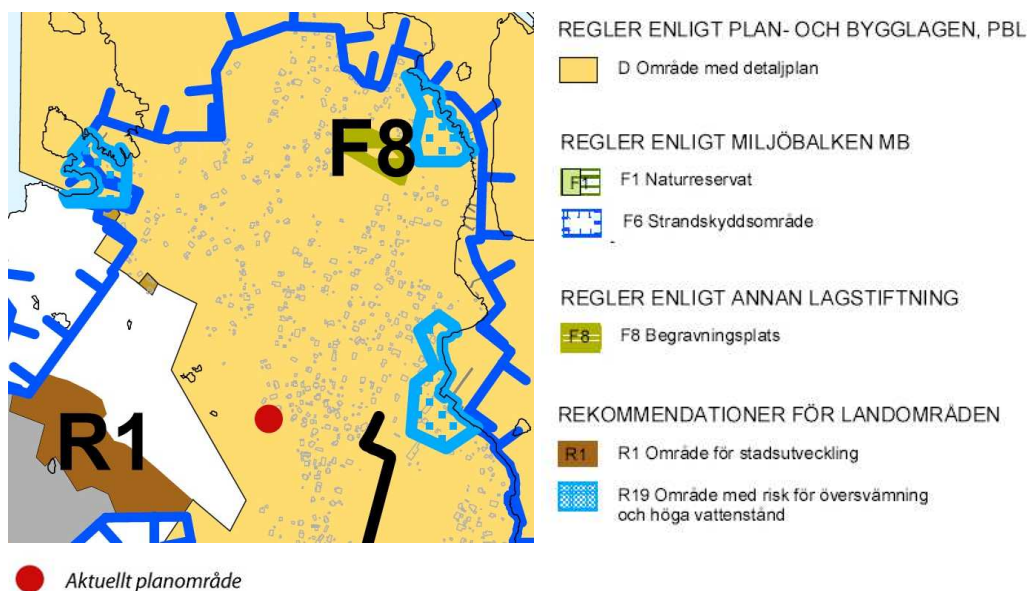 F8
R1
REGLER ENLIGT PLAN- OCH BYGGLAGEN, PBL
D Område med detaljplan
REGLER ENLIGT MILJÖBALKEN MB
F1 F1 Naturreservat
F6 Strandskyddsområde
REGLER ENLIGT ANNAN LAGSTIFTNING
F8 F8 Begravningsplats
REKOMMENDATIONER FÖR LANDOMRÅDEN
R1 R1 Område för stadsutveckling
R19 Område med risk för översvämning
och höga vattenstånd
Aktuellt planområde